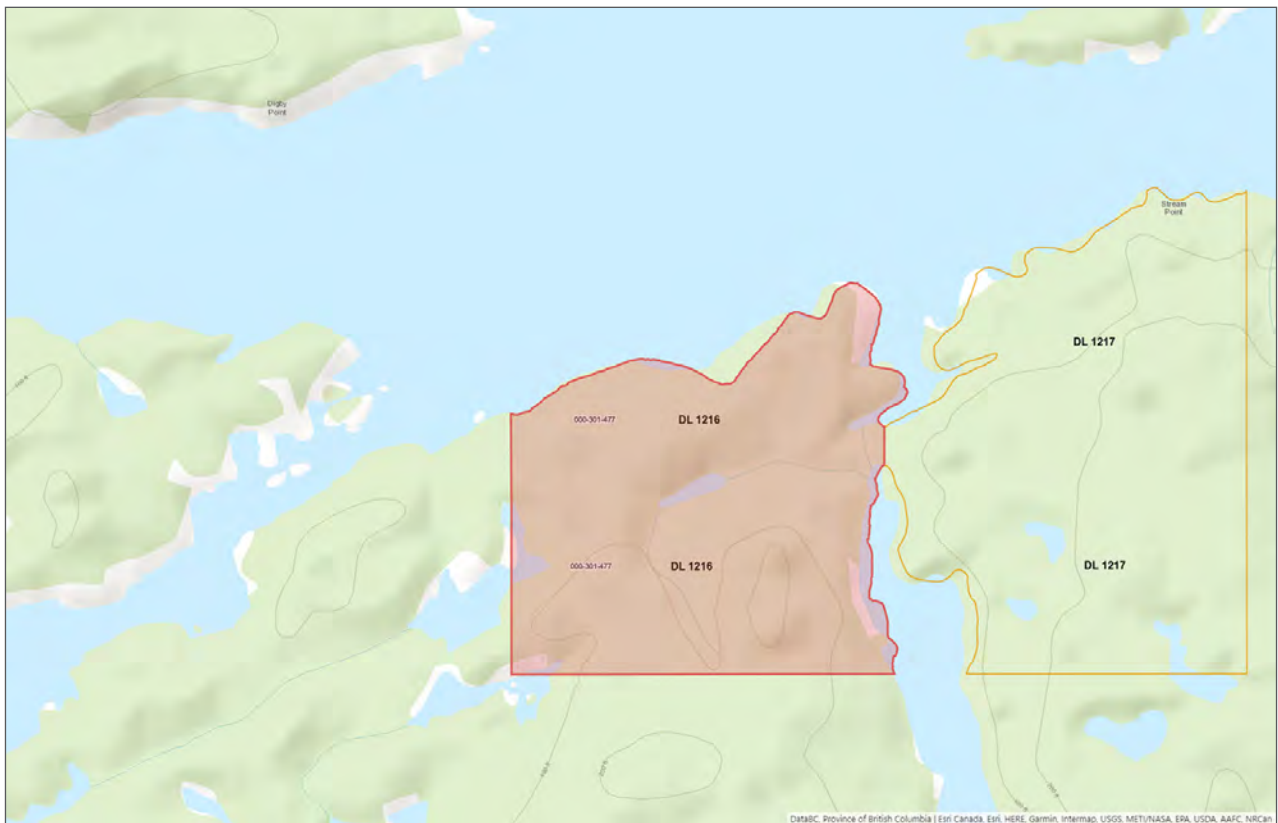 Digby
Point
Stream
Point
DL 1217
000-301-477
DL 1216
000-301-477
DL 1216
DL 1217
DataBC, Province of British Columbia | Esri Canada, Esri, HERE, Garmin, Intermap, USGS, METI/NASA, EPA, USDA, AAFC, NRCan